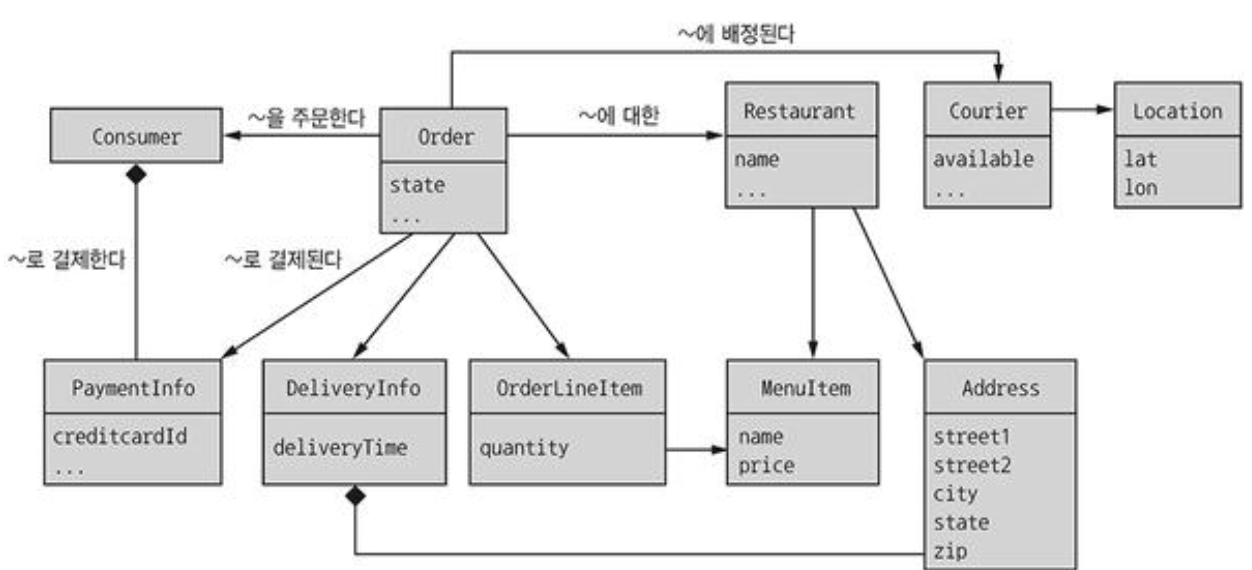 ~에 배정된다
Consumer
~을 주문한다
Order
state
...
~에 대한
Restaurant
name
...
Courier
available
...
Location
lat
lon
~로 결제한다
~로 결제된다
PaymentInfo
creditcardId
...
DeliveryInfo
deliveryTime
OrderLineItem
quantity
MenuItem
name
price
Address
street1
street2
city
state
zip